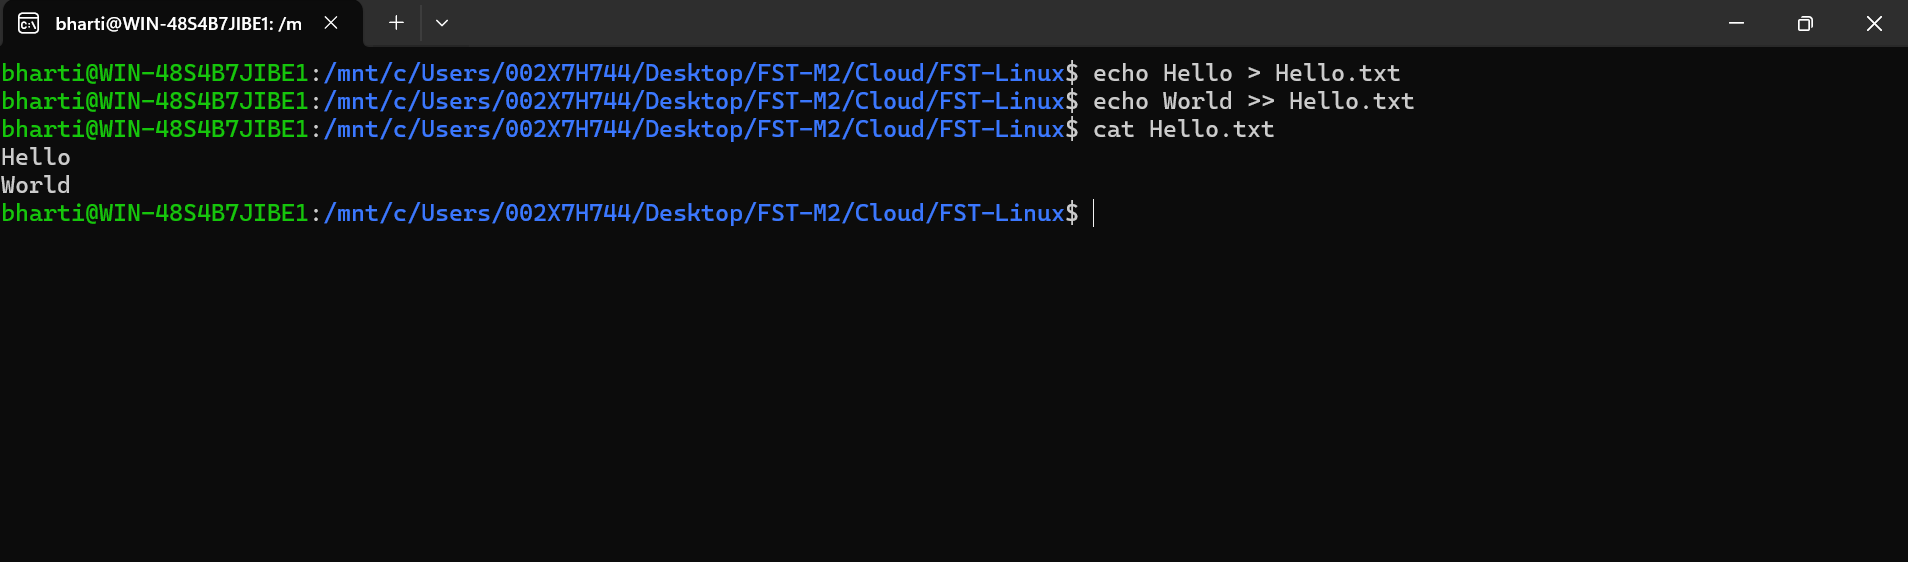 bharti@WIN-48S4B7JIBE1: /m
bharti@WIN-48S4B7JIBE1:/mnt/c/Users/002X7H744/Desktop/FST-M2/Cloud/FST-Linux$ echo Hello > Hello.txt
bharti@WIN-48S4B7JIBE1:/mnt/c/Users/002X7H744/Desktop/FST-M2/Cloud/FST-Linux$ echo World >> Hello.txt
bharti@WIN-48S4B7JIBE1:/mnt/c/Users/002X7H744/Desktop/FST-M2/Cloud/FST-Linux$ cat Hello.txt
Hello
World
bharti@WIN-48S4B7JIBE1:/mnt/c/Users/002X7H744/Desktop/FST-M2/Cloud/FST-Linux$